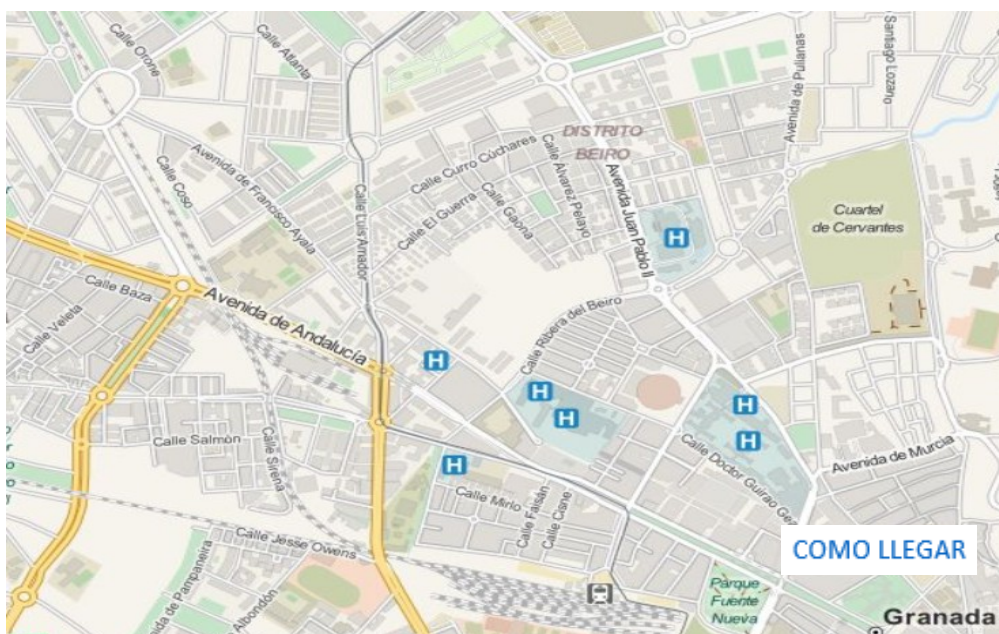 Calle Orone
Calle Atlanta
Avenida de Pulianas
Santiago Lozano
DISTRITO
BEIRO
Calle Coso
Avenida de Francisco Ayala
Calle Curro Cúchares
Calle Alvarez Pelayo
Calle El Guerra
Calle Gaona
Calle Luis Amador
Avenida Juan Pablo II
Cuartel
de Cervantes
H
Calle Baza
Avenida de Andalucía
Calle Veleta
Calle Ribera del Beiro
H
H
H
H
H
Calle Salmón
Calle Sirena
H
Calle Doctor Guirao Gea
Avenida de Murcia
Calle Mirlo
Calle Faisán
Calle Cisne
Calle Jesse Owens
COMO LLEGAR
Avenida de Pampaneira
Albondón
Parque
Fuente
Nueva
Granada